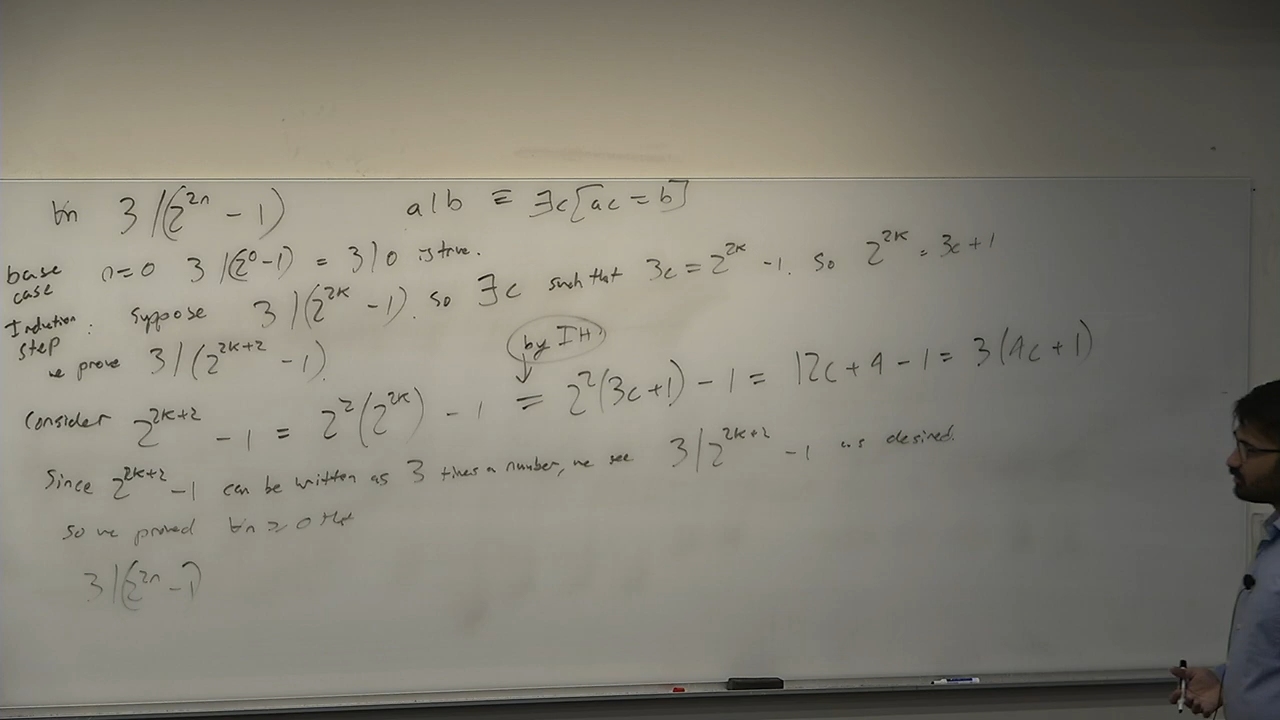 ∀n 3|(2^{2n} - 1) a|b ≡ ∃c[ac = b]
base case n=0 3|(2^0-1) = 3|0 is true.
Induction step: Suppose 3|(2^{2k} - 1). so ∃c such that 3c = 2^{2k} - 1. so 2^{2k} = 3c + 1
we prove 3|(2^{2k+2} - 1).
by IH
Consider 2^{2k+2} - 1 = 2^2(2^{2k}) - 1 = 2^2(3c+1) - 1 = 12c + 4 - 1 = 3(4c + 1)
Since 2^{2k+2} - 1 can be written as 3 times a number, we see 3|2^{2k+2} - 1 as desired.
So we proved ∀n ≥ 0 that
3|(2^{2n} - 1)